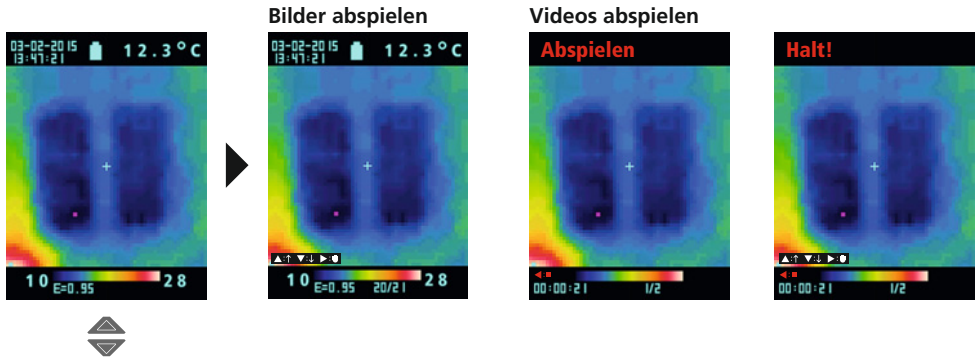 Bilder abspielen
Videos abspielen
03-02-2015
13:47:21
12.3°C
10
E=0.95
28
03-02-2015
13:47:21
12.3°C
▲:↑ ▼:↓ ▶:
10
E=0.95
20/21
28
Abspielen
00:00:21
1/2
Halt!
▲:↑ ▼:↓ ▶:
00:00:21
1/2